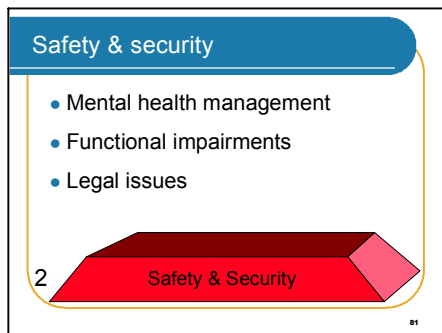 Safety & security
● Mental health management
● Functional impairments
● Legal issues
2
Safety & Security
81